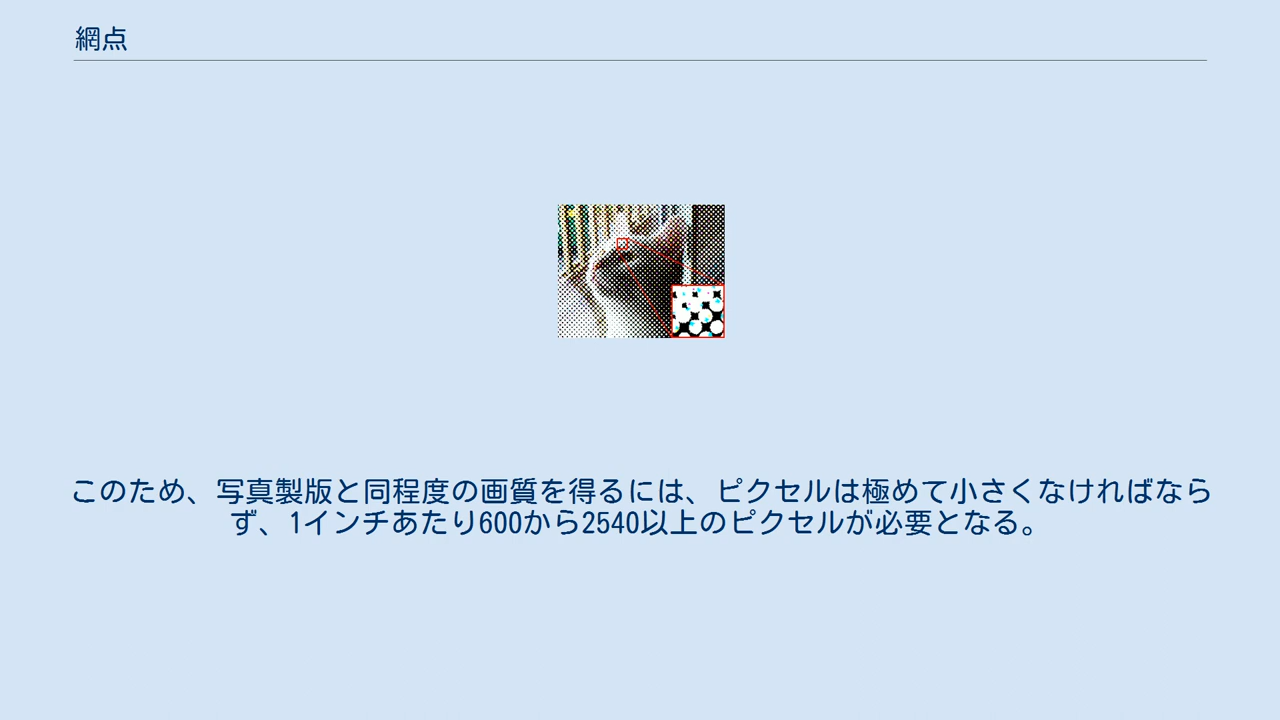 網点
このため、写真製版と同程度の画質を得るには、ピクセルは極めて小さくなければなら
ず、1インチあたり600から2540以上のピクセルが必要となる。